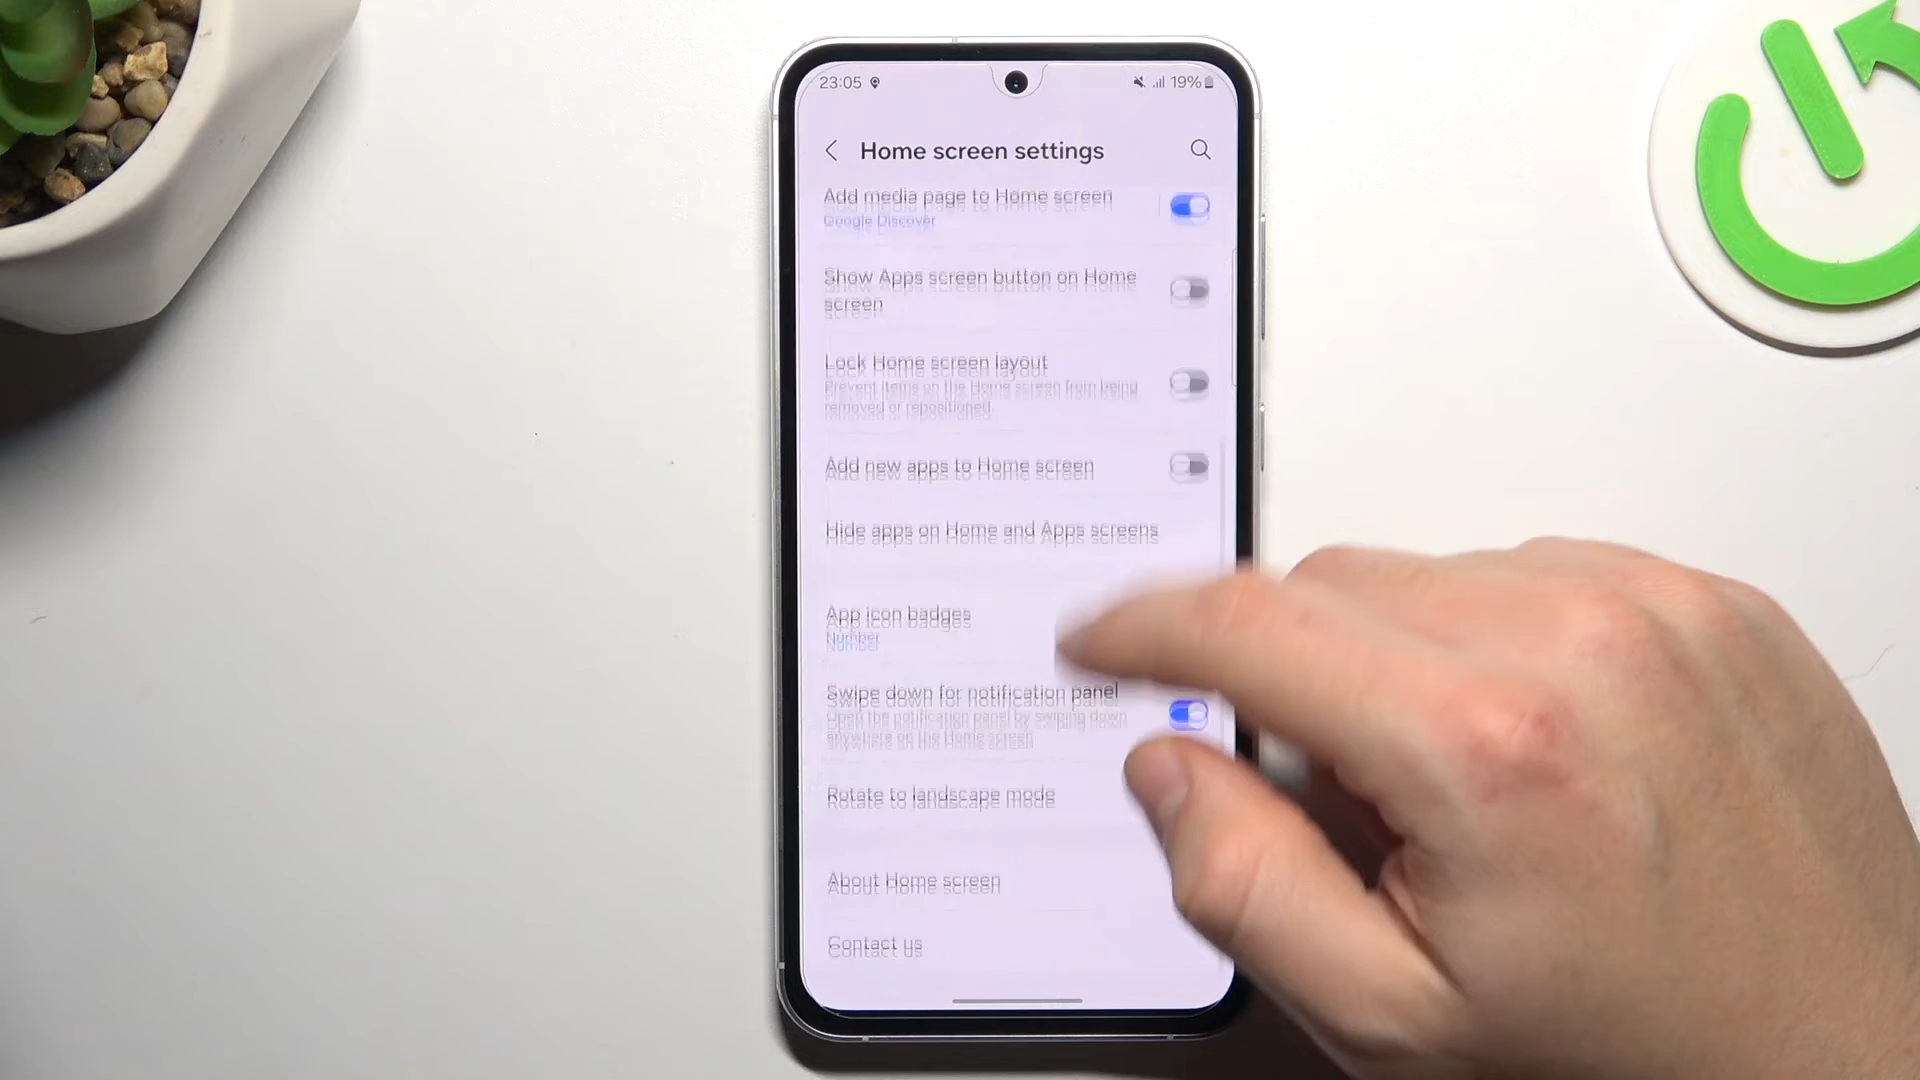 23:05
19%
Home screen settings
Add media page to Home screen
Google Discover
Show Apps screen button on Home
screen
Lock Home screen layout
Prevent items on the Home screen from being
removed or repositioned.
Add new apps to Home screen
Hide apps on Home and Apps screens
App icon badges
Number
Swipe down for notification panel
Open the notification panel by swiping down
anywhere on the Home screen
Rotate to landscape mode
About Home screen
Contact us